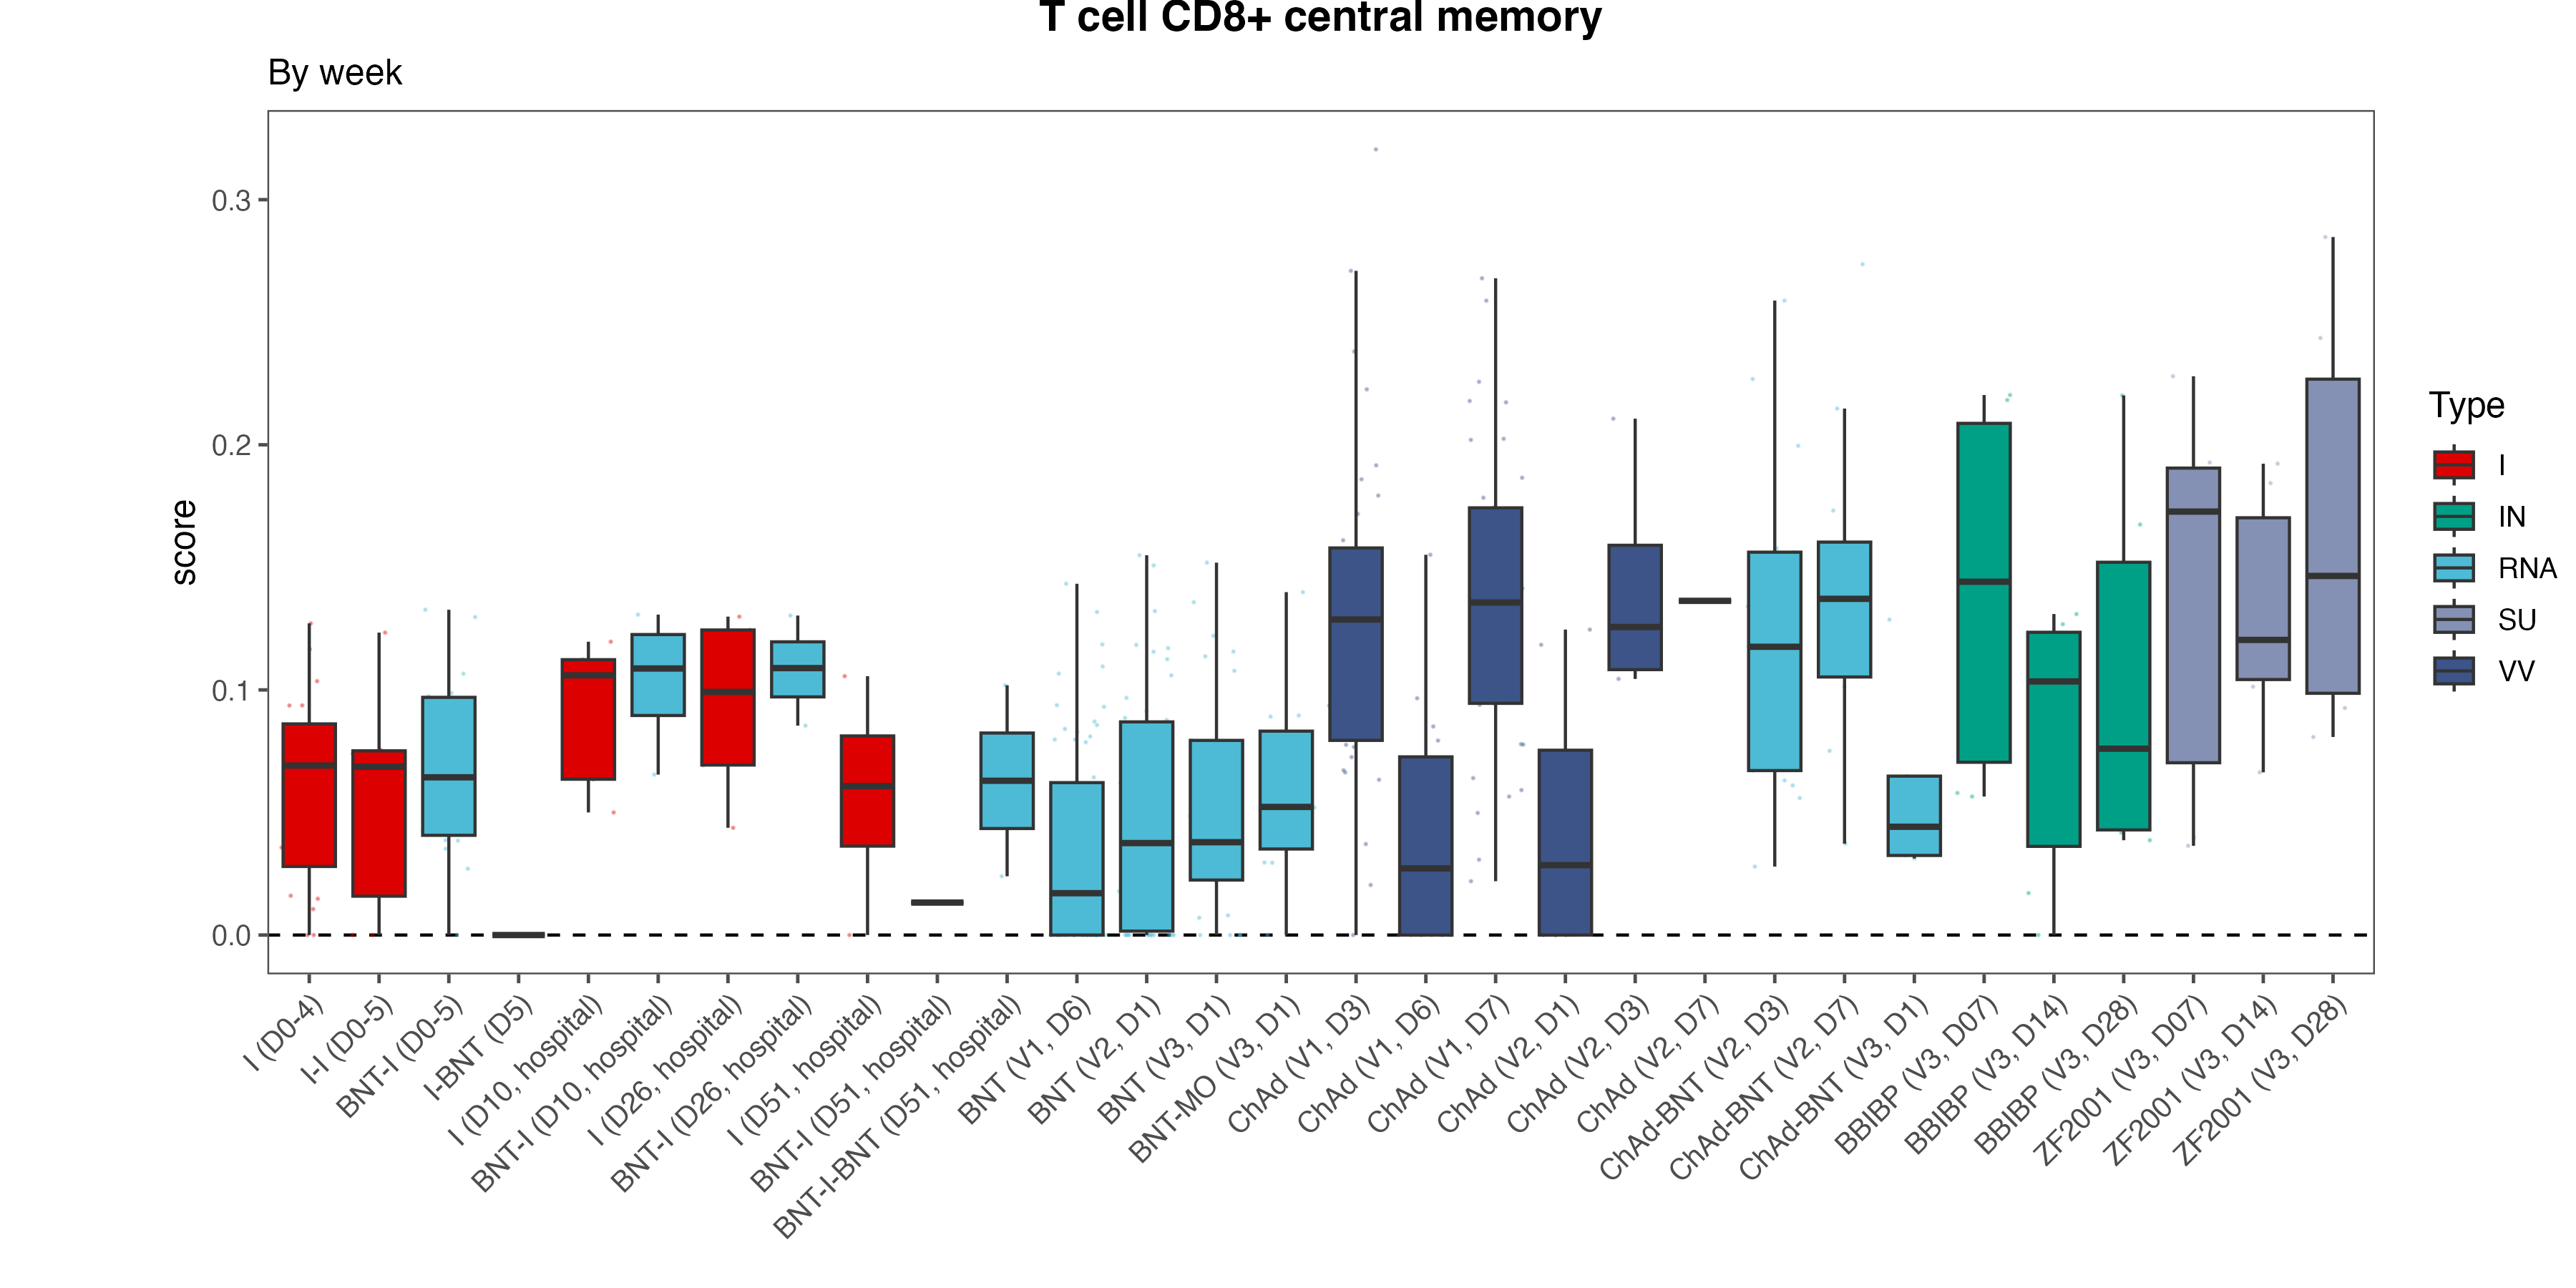 T cell CD8+ central memory
By week
score
0.3
0.2
0.1
0.0
I (D0-4)
I-I (D0-5)
BNT-I (D0-5)
I-BNT (D5)
I (D10, hospital)
BNT-I (D10, hospital)
I (D26, hospital)
BNT-I (D26, hospital)
I (D51, hospital)
BNT-I (D51, hospital)
BNT-I-BNT (D51, hospital)
BNT (V1, D6)
BNT (V2, D1)
BNT (V3, D1)
BNT-MO (V3, D1)
ChAd (V1, D3)
ChAd (V1, D6)
ChAd (V1, D7)
ChAd (V2, D1)
ChAd (V2, D3)
ChAd (V2, D7)
ChAd-BNT (V2, D3)
ChAd-BNT (V2, D7)
ChAd-BNT (V3, D1)
BBIBP (V3, D07)
BBIBP (V3, D14)
BBIBP (V3, D28)
ZF2001 (V3, D07)
ZF2001 (V3, D14)
ZF2001 (V3, D28)
Type
I
IN
RNA
SU
VV